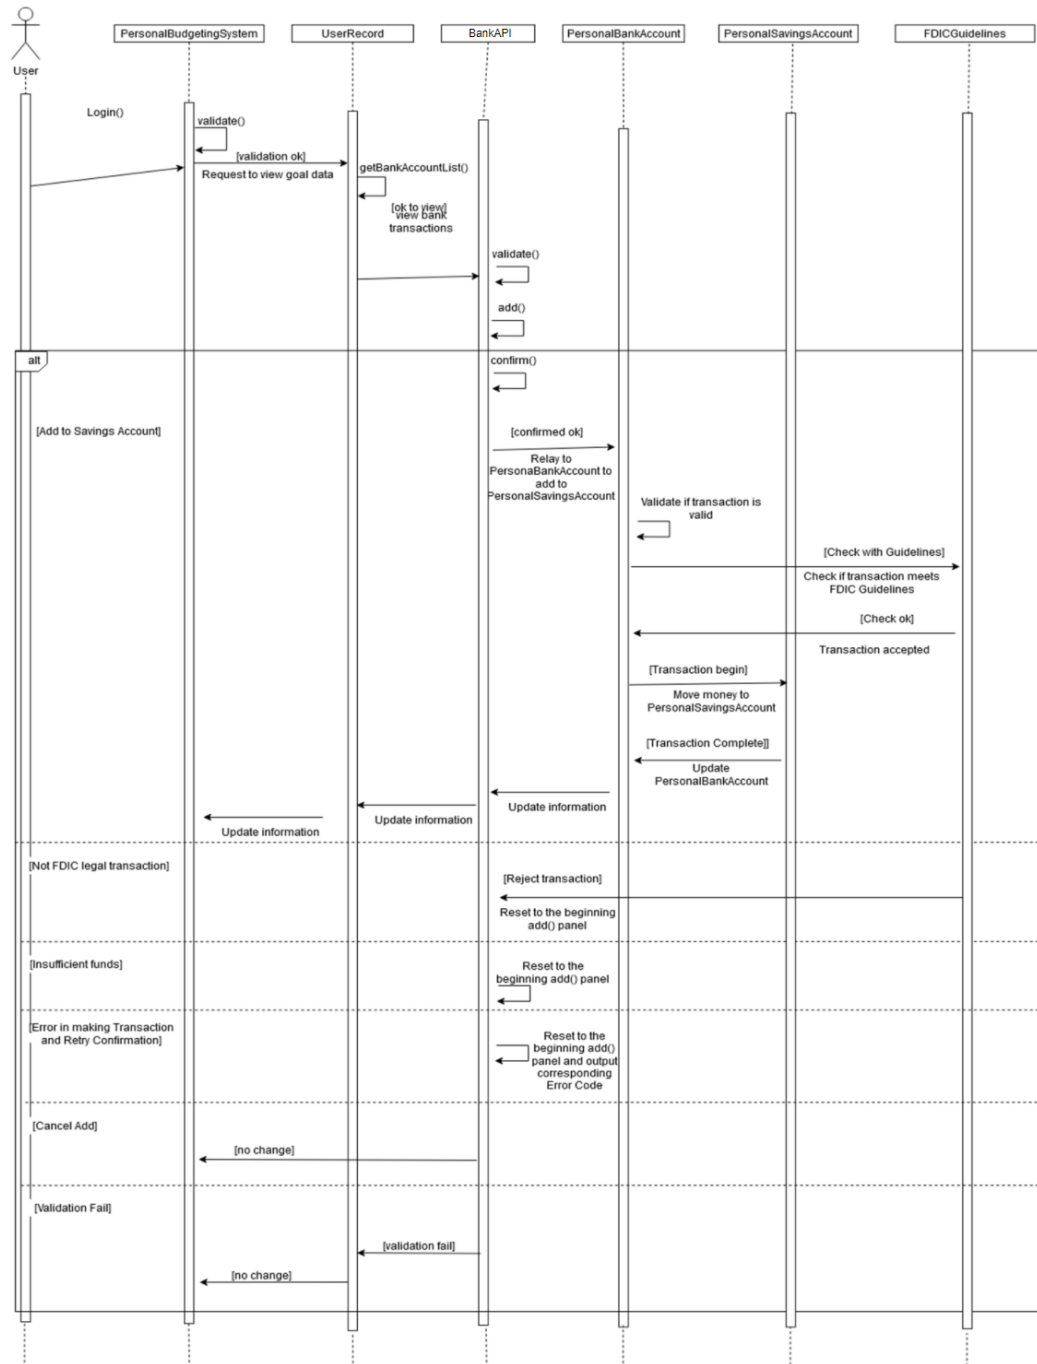 PersonalBudgetingSystem
UserRecord
BankAPI
PersonalBankAccount
PersonalSavingsAccount
FDICGuidelines
User
Login()
validate()
[validation ok]
Request to view goal data
getBankAccountList()
[ok to view]
view bank
transactions
validate()
add()
alt
confirm()
[Add to Savings Account]
[confirmed ok]
Relay to
PersonaBankAccount to
add to
PersonalSavingsAccount
Validate if transaction is
valid
[Check with Guidelines]
Check if transaction meets
FDIC Guidelines
[Check ok]
Transaction accepted
[Transaction begin]
Move money to
PersonalSavingsAccount
[Transaction Complete]]
Update
PersonalBankAccount
Update information
Update information
Update information
[Not FDIC legal transaction]
[Reject transaction]
Reset to the beginning
add() panel
[Insufficient funds]
Reset to the
beginning add() panel
[Error in making Transaction
and Retry Confirmation]
Reset to the
beginning add()
panel and output
corresponding
Error Code
[Cancel Add]
[no change]
[Validation Fail]
[validation fail]
[no change]